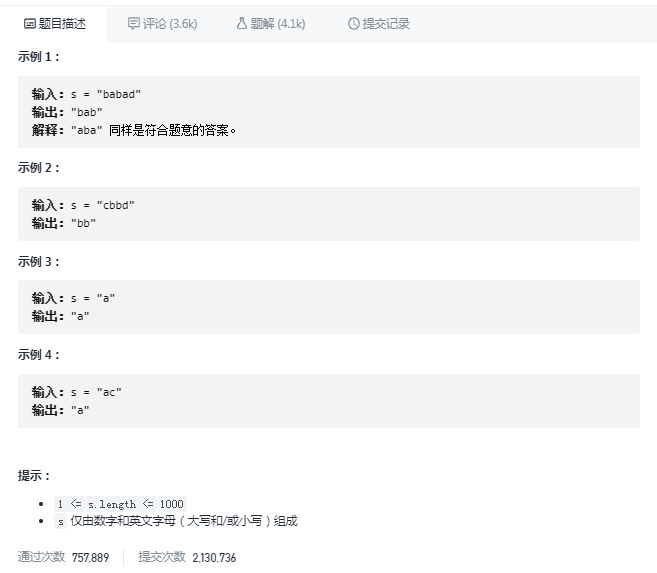 题目描述 评论 (3.6k) 题解 (4.1k) 提交记录
示例 1：
输入：s = "babad"
输出："bab"
解释："aba" 同样是符合题意的答案。
示例 2：
输入：s = "cbbd"
输出："bb"
示例 3：
输入：s = "a"
输出："a"
示例 4：
输入：s = "ac"
输出："a"
提示：
1 <= s.length <= 1000
s 仅由数字和英文字母（大写和/或小写）组成
通过次数 757,889 提交次数 2,130,736